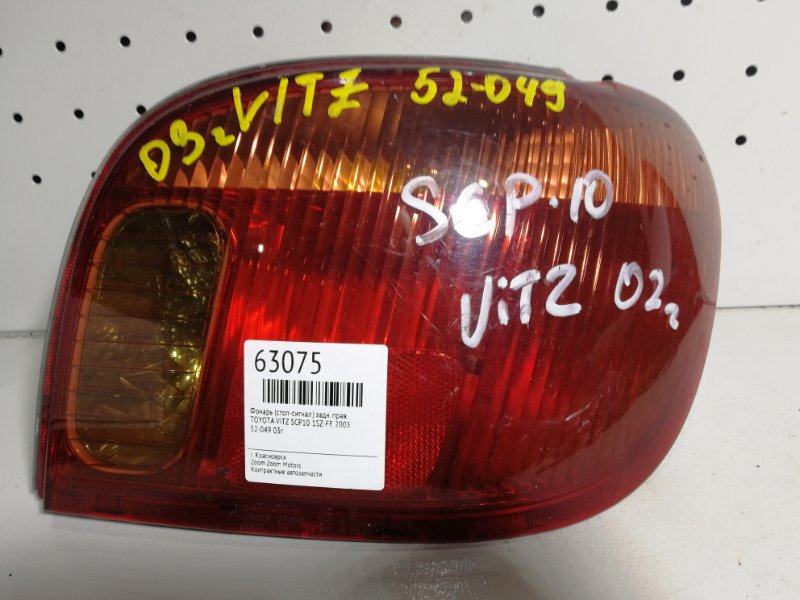 03г VITZ 52-049
SCP-10
ViTZ 02г
63075
Фонарь (стоп-сигнал) задн. прав.
TOYOTA VITZ SCP10 1SZ-FE 2003
52-049 03г
г. Красноярск
Zoom Zoom Motors
Контрактные автозапчасти